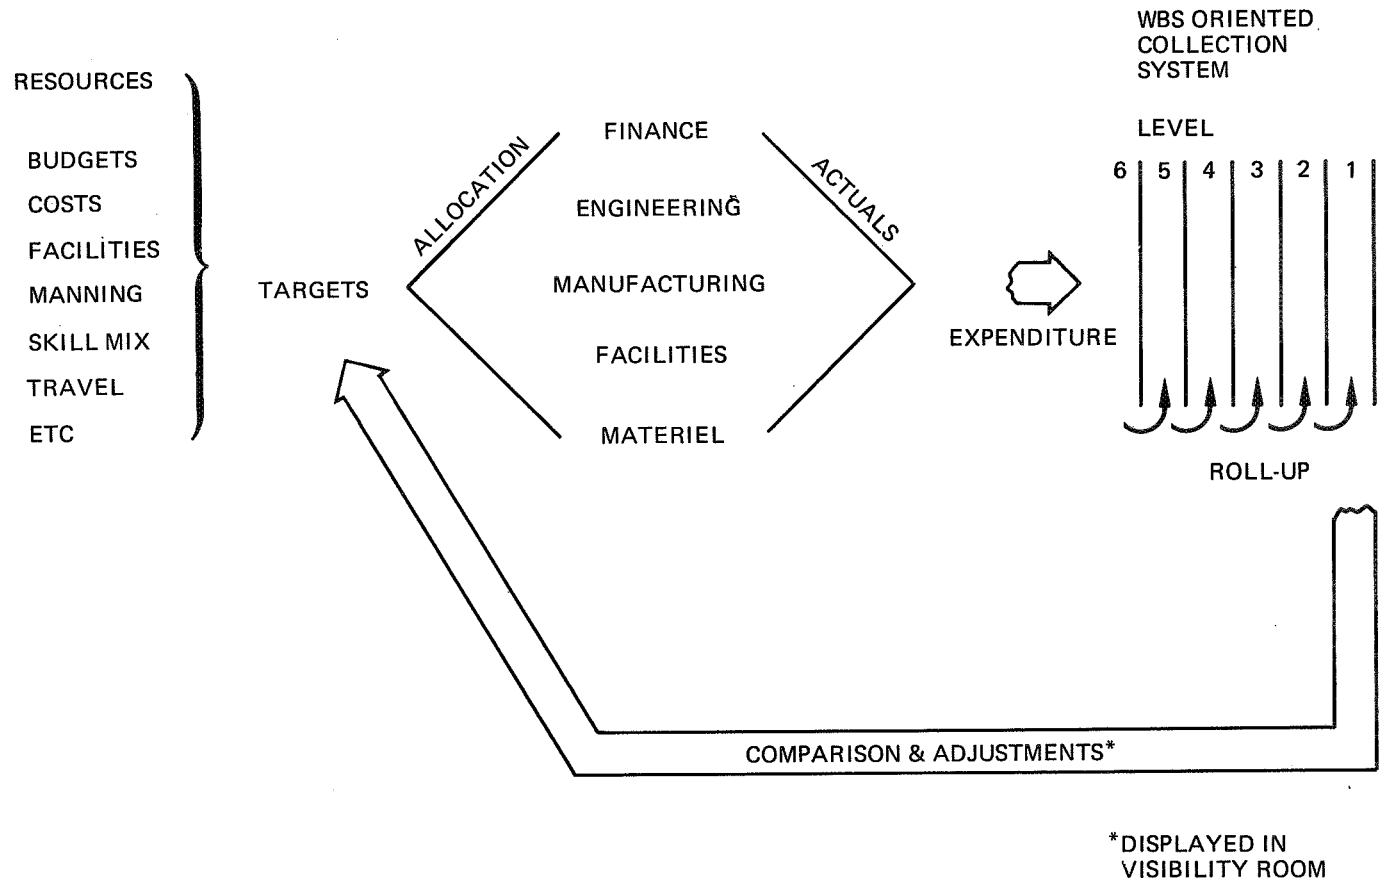 RESOURCES
BUDGETS
COSTS
FACILITIES
MANNING
SKILL MIX
TRAVEL
ETC
TARGETS
ALLOCATION
FINANCE
ENGINEERING
MANUFACTURING
FACILITIES
MATERIEL
ACTUALS
EXPENDITURE
WBS ORIENTED
COLLECTION
SYSTEM
LEVEL
6 5 4 3 2 1
ROLL-UP
COMPARISON & ADJUSTMENTS*
*DISPLAYED IN
VISIBILITY ROOM